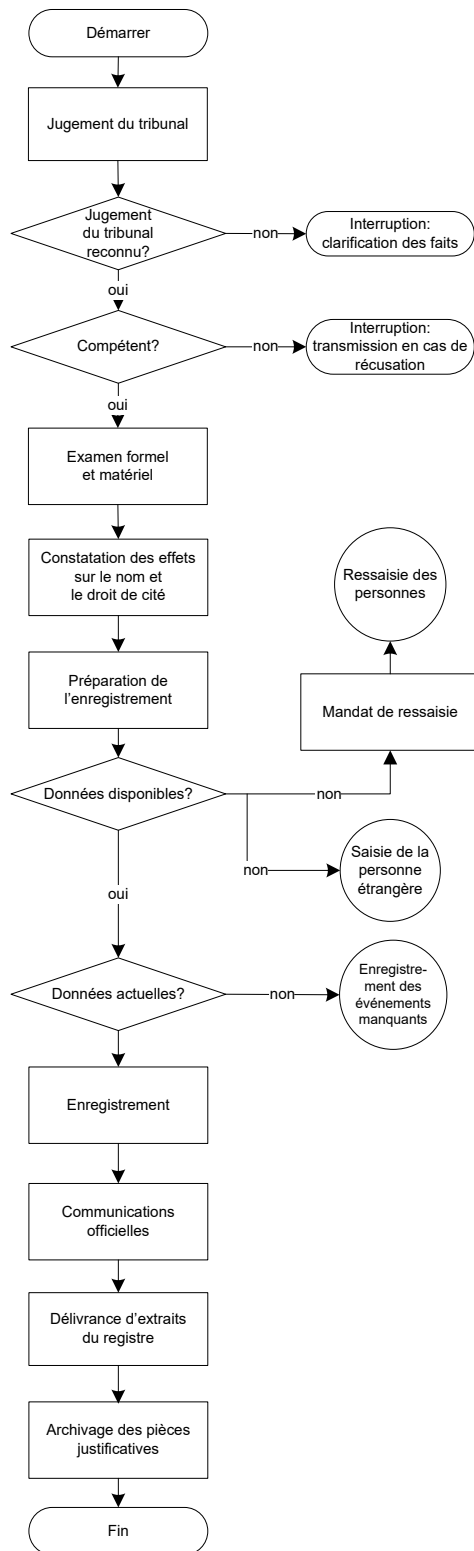 Démarrer
Jugement du tribunal
Jugement
du tribunal
reconnu?
non
Interruption:
clarification des faits
oui
Compétent?
non
Interruption:
transmission en cas de
récusation
oui
Examen formel
et matériel
Constatation des effets
sur le nom et
le droit de cité
Ressaisie des
personnes
Préparation de
l’enregistrement
Mandat de ressaisie
Données disponibles?
non
non
Saisie de la
personne
étrangère
oui
Données actuelles?
non
Enregistre-
ment des
événements
manquants
Enregistrement
Communications
officielles
Délivrance d’extraits
du registre
Archivage des pièces
justificatives
Fin